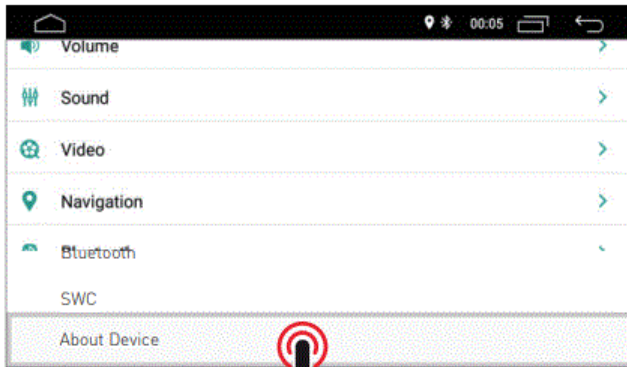 00:05
Volume
Sound
Video
Navigation
Bluetooth
SWC
About Device